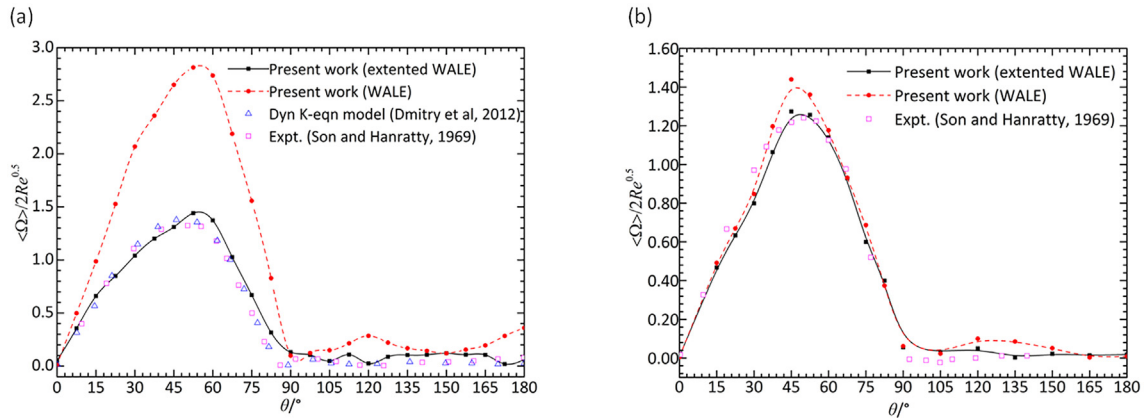 (a)
3.0
2.5
2.0
1.5
1.0
0.5
0.0
<Ω>/2Re^0.5
Present work (extented WALE)
Present work (WALE)
Dyn K-eqn model (Dmitry et al, 2012)
Expt. (Son and Hanratty, 1969)
0 15 30 45 60 75 90 105 120 135 150 165 180
θ/°
(b)
1.60
1.40
1.20
1.00
0.80
0.60
0.40
0.20
0.00
<Ω>/2Re^0.5
Present work (extented WALE)
Present work (WALE)
Expt. (Son and Hanratty, 1969)
0 15 30 45 60 75 90 105 120 135 150 165 180
θ/°